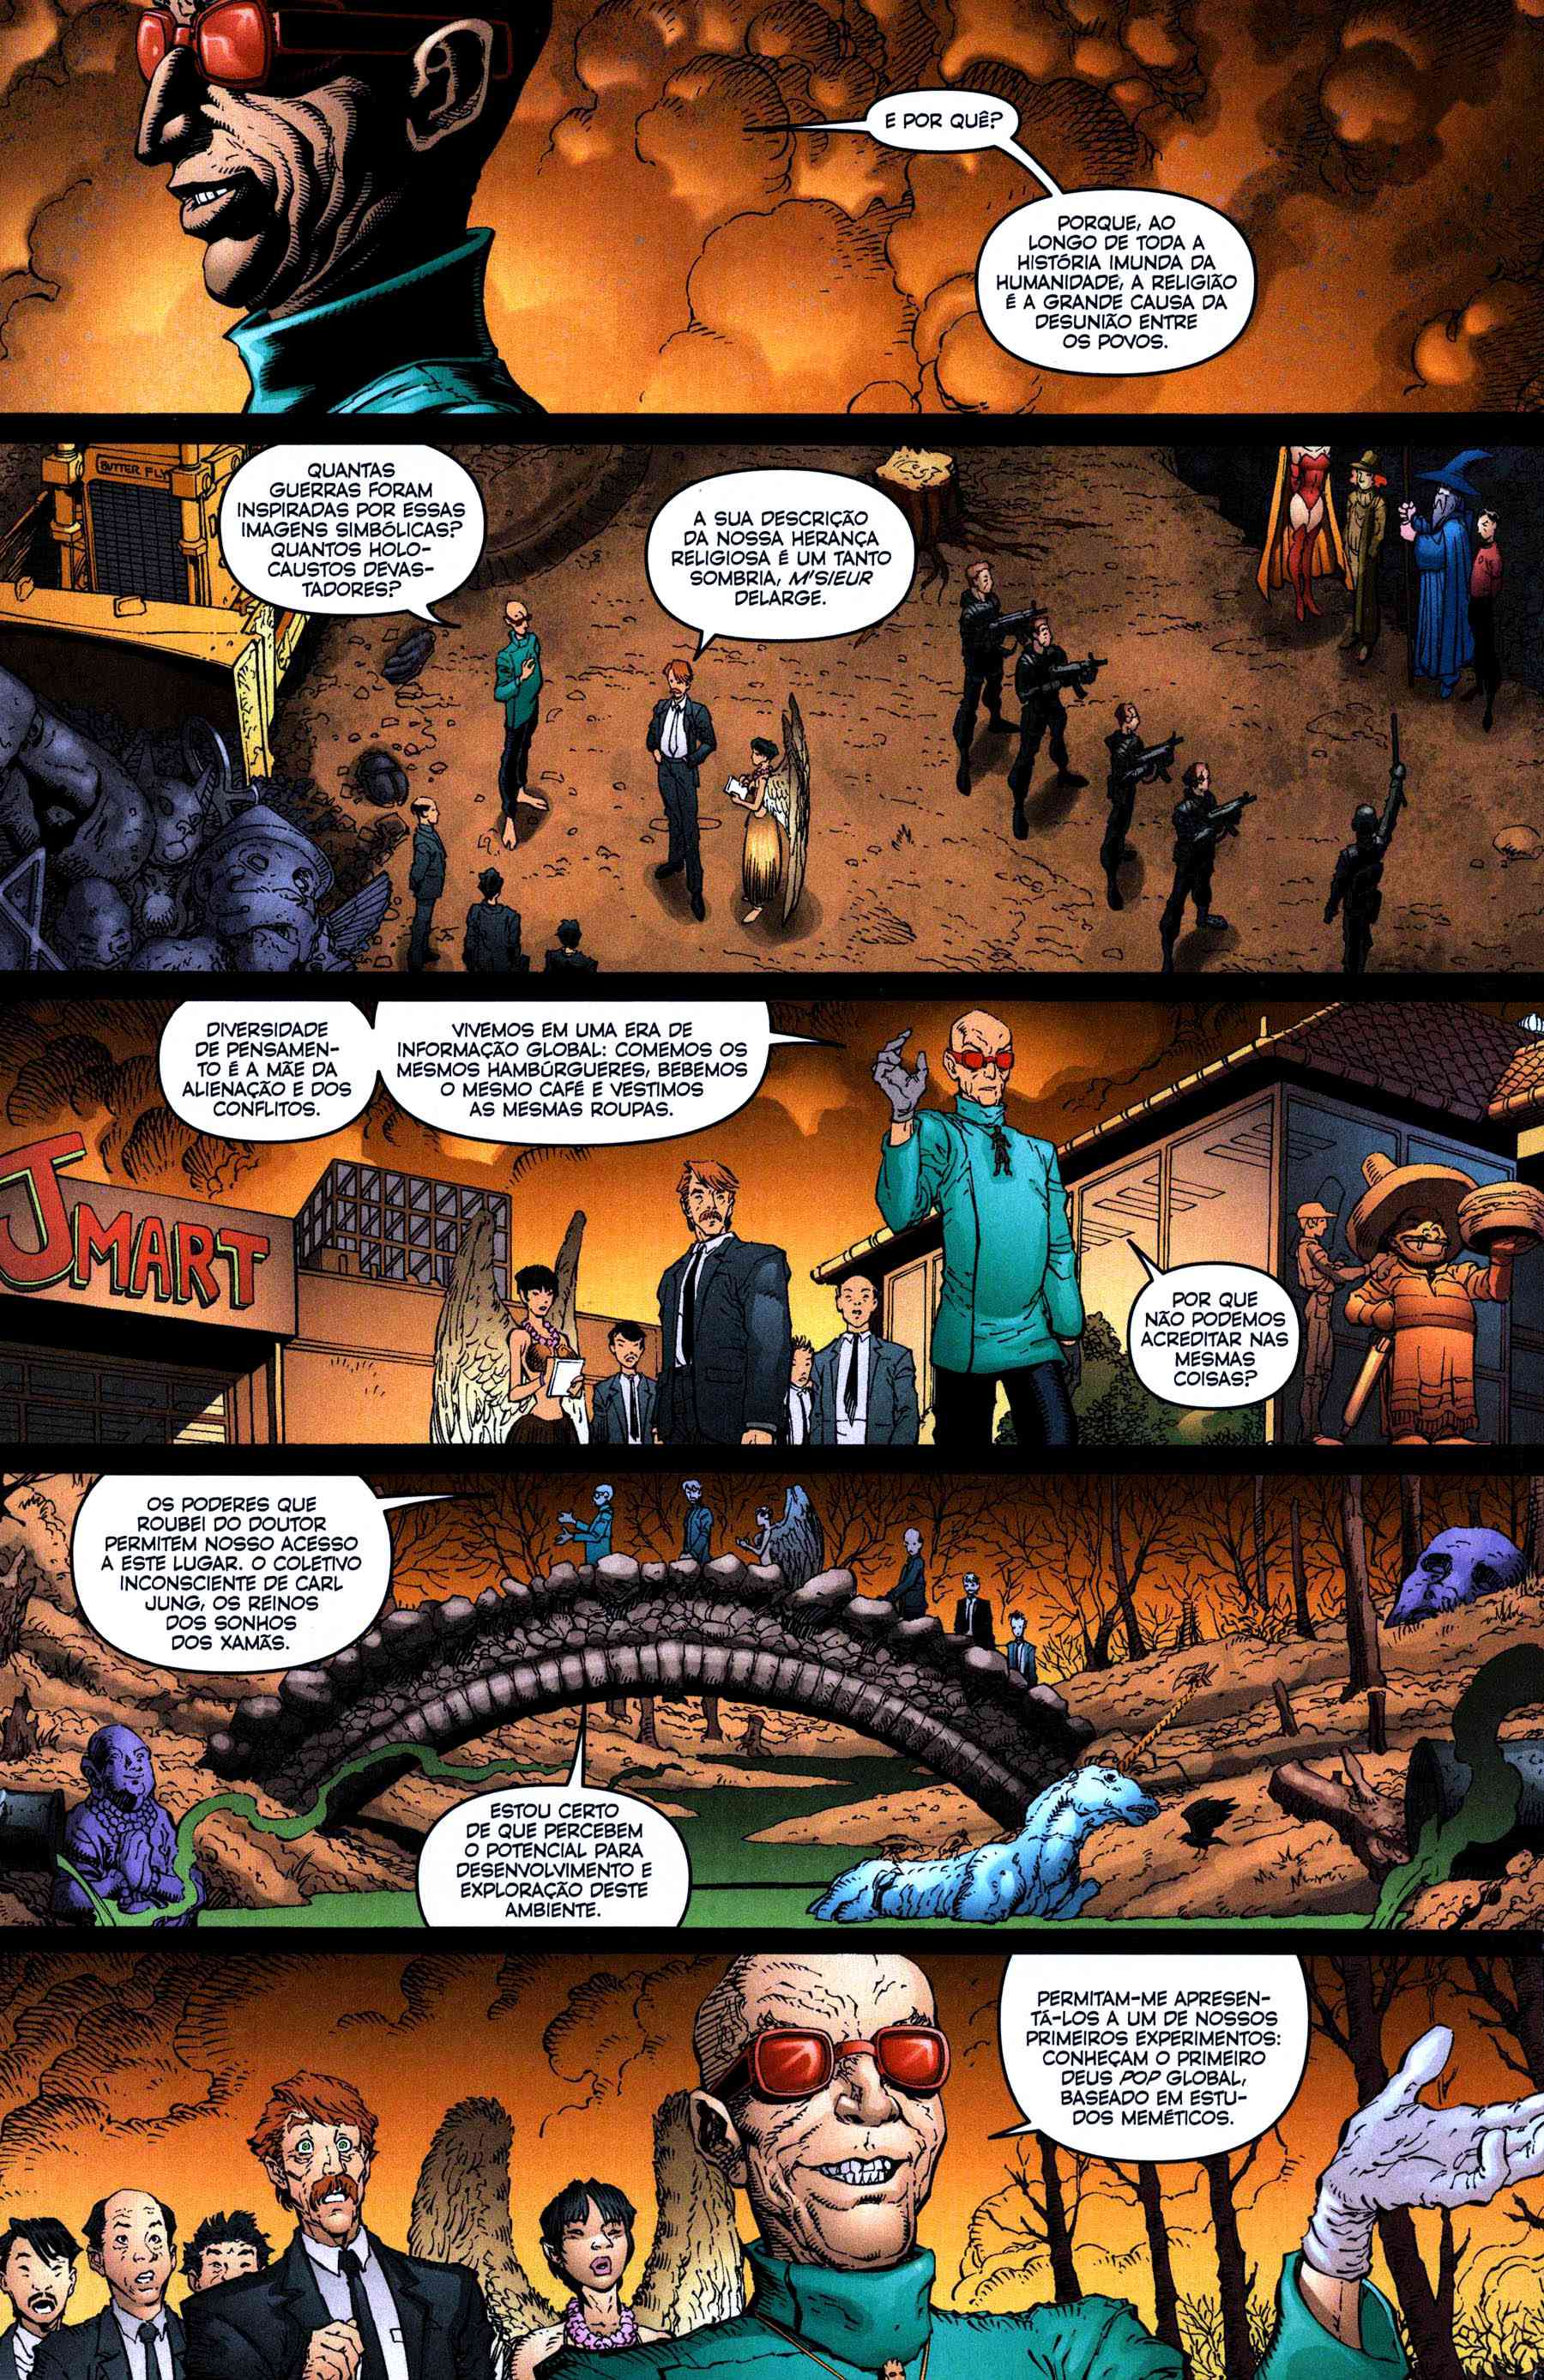 E POR QUÊ?
PORQUE, AO
LONGO DE TODA A
HISTÓRIA IMUNDA DA
HUMANIDADE, A RELIGIÃO
É A GRANDE CAUSA DA
DESUNIÃO ENTRE
OS POVOS.
BUTTER FLY
QUANTAS
GUERRAS FORAM
INSPIRADAS POR ESSAS
IMAGENS SIMBÓLICAS?
QUANTOS HOLO-
CAUSTOS DEVAS-
TADORES?
A SUA DESCRIÇÃO
DA NOSSA HERANÇA
RELIGIOSA É UM TANTO
SOMBRIA, M'SIEUR
DELARGE.
DIVERSIDADE
DE PENSAMEN-
TO É A MÃE DA
ALIENAÇÃO E DOS
CONFLITOS.
VIVEMOS EM UMA ERA DE
INFORMAÇÃO GLOBAL: COMEMOS OS
MESMOS HAMBÚRGUERES, BEBEMOS
O MESMO CAFÉ E VESTIMOS
AS MESMAS ROUPAS.
JMART
POR QUE
NÃO PODEMOS
ACREDITAR NAS
MESMAS
COISAS?
OS PODERES QUE
ROUBEI DO DOUTOR
PERMITEM NOSSO ACESSO
A ESTE LUGAR. O COLETIVO
INCONSCIENTE DE CARL
JUNG, OS REINOS
DOS SONHOS
DOS XAMÃS.
ESTOU CERTO
DE QUE PERCEBEM
O POTENCIAL PARA
DESENVOLVIMENTO E
EXPLORAÇÃO DESTE
AMBIENTE.
PERMITAM-ME APRESEN-
TÁ-LOS A UM DE NOSSOS
PRIMEIROS EXPERIMENTOS:
CONHEÇAM O PRIMEIRO
DEUS POP GLOBAL,
BASEADO EM ESTU-
DOS MEMÉTICOS.